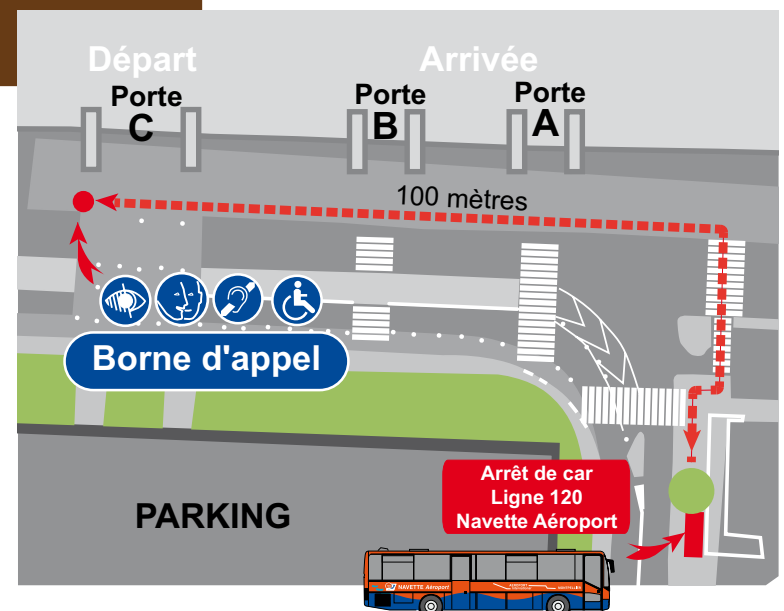 Départ
Arrivée
Porte
C
Porte
B
Porte
A
100 mètres
Borne d'appel
Arrêt de car
Ligne 120
Navette Aéroport
PARKING
NAVETTE Aéroport